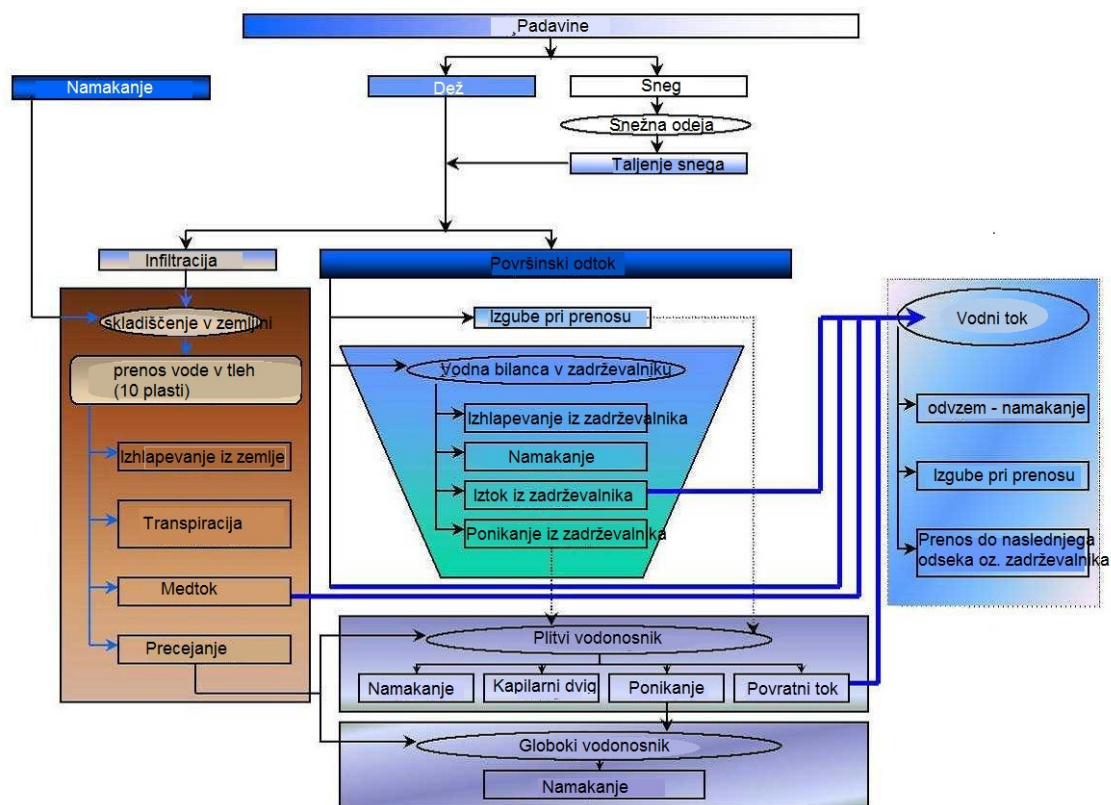 Padavine
Namakanje
Dež
Sneg
Snežna odeja
Taljenje snega
Infiltracija
Površinski odtok
skladiščenje v zemljini
Izgube pri prenosu
Vodni tok
prenos vode v tleh
(10 plasti)
Vodna bilanca v zadrževalniku
Izhlapevanje iz zadrževalnika
odvzem - namakanje
Izhlapevanje iz zemlje
Namakanje
Izgube pri prenosu
Iztok iz zadrževalnika
Transpiracija
Ponikanje iz zadrževalnika
Prenos do naslednjega
odseka oz. zadrževalnika
Medtok
Precejanje
Plitvi vodonosnik
Namakanje
Kapilarni dvig
Ponikanje
Povratni tok
Globoki vodonosnik
Namakanje